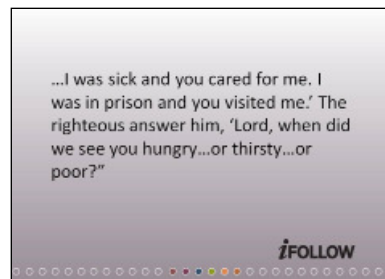 ...I was sick and you cared for me. I
was in prison and you visited me.’ The
righteous answer him, ‘Lord, when did
we see you hungry...or thirsty...or
poor?”
iFOLLOW